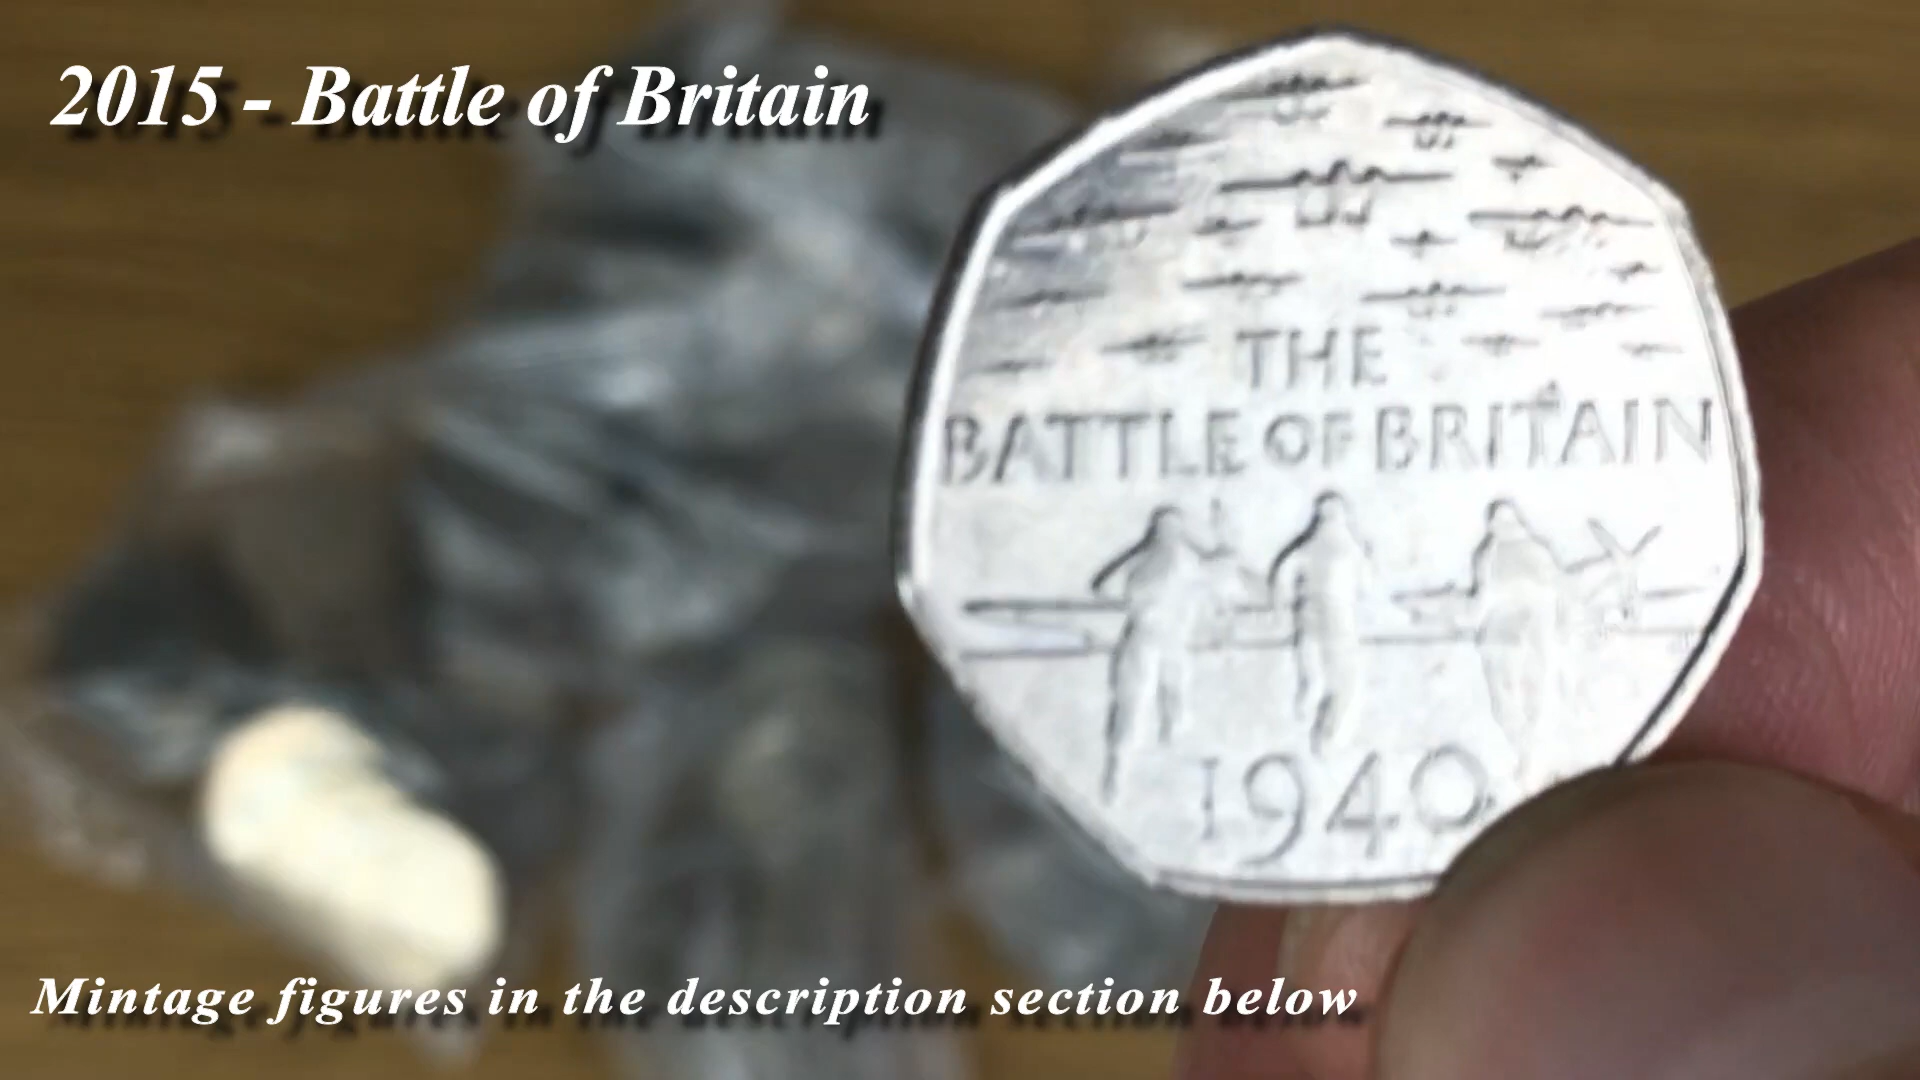 2015 - Battle of Britain
THE
BATTLE OF BRITAIN
1940
Mintage figures in the description section below